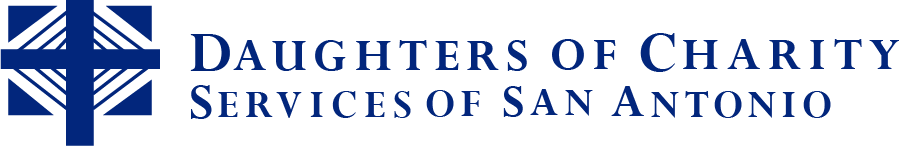 DAUGHTERS OF CHARITY
SERVICES OF SAN ANTONIO